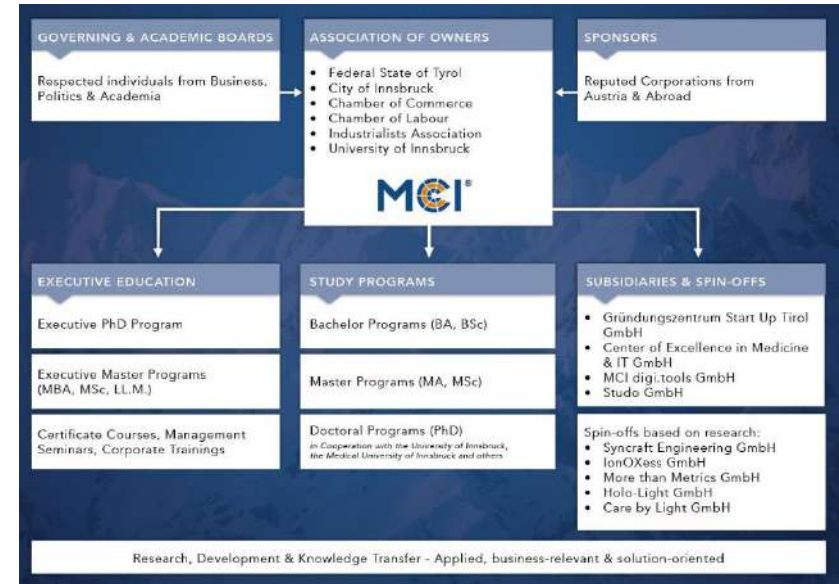 GOVERNING & ACADEMIC BOARDS
Respected individuals from Business,
Politics & Academia
ASSOCIATION OF OWNERS
• Federal State of Tyrol
• City of Innsbruck
• Chamber of Commerce
• Chamber of Labour
• Industrialists Association
• University of Innsbruck
MCI®
SPONSORS
Reputed Corporations from
Austria & Abroad
EXECUTIVE EDUCATION
Executive PhD Program
Executive Master Programs
(MBA, MSc, LL.M.)
Certificate Courses, Management
Seminars, Corporate Trainings
STUDY PROGRAMS
Bachelor Programs (BA, BSc)
Master Programs (MA, MSc)
Doctoral Programs (PhD)
in Cooperation with the University of Innsbruck,
the Medical University of Innsbruck and others
SUBSIDIARIES & SPIN-OFFS
• Gründungszentrum Start Up Tirol
GmbH
• Center of Excellence in Medicine
& IT GmbH
• MCI digi.tools GmbH
• Studo GmbH
Spin-offs based on research:
• Syncraft Engineering GmbH
• IonOXess GmbH
• More than Metrics GmbH
• Holo-Light GmbH
• Care by Light GmbH
Research, Development & Knowledge Transfer - Applied, business-relevant & solution-oriented